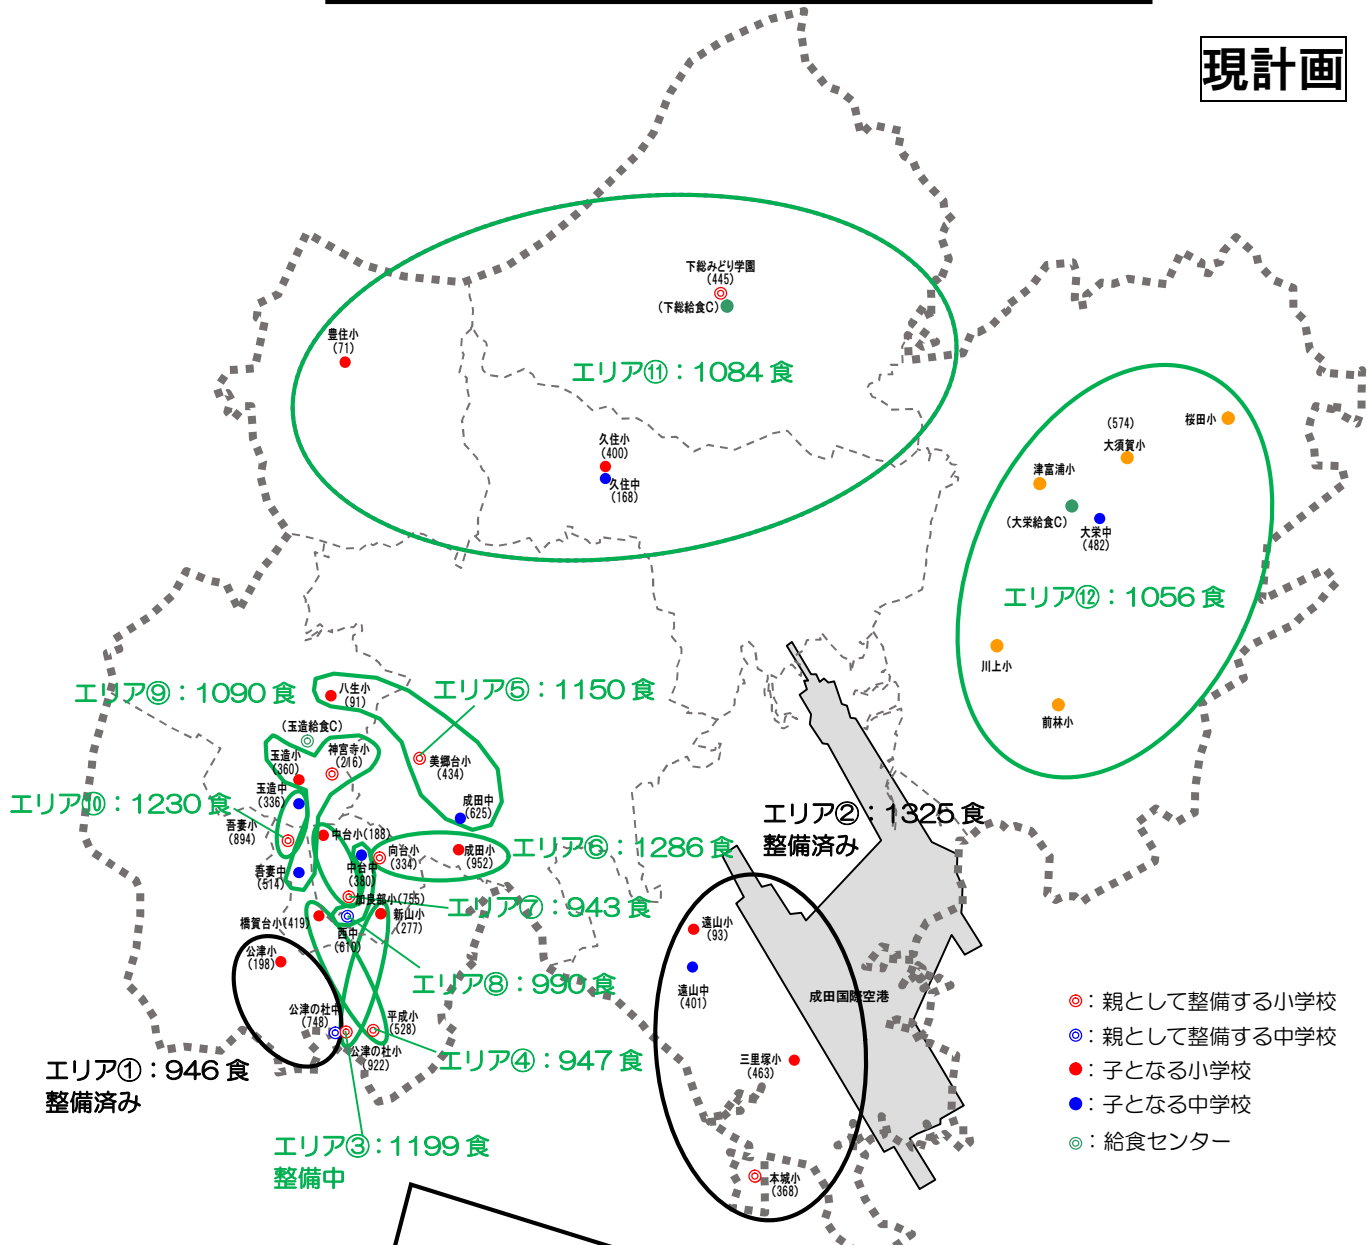 現計画
下総みどり学園
(445)
(下総給食C)
豊住小
(71)
エリア⑪：1084食
久住小
(400)
久住中
(168)
(574)
大須賀小
桜田小
津富浦小
(大栄給食C)
大栄中
(482)
エリア⑫：1056食
川上小
前林小
エリア⑨：1090食
八生小
(91)
エリア⑤：1150食
(玉造給食C)
玉造小
(360)
神宮寺小
(216)
美郷台小
(434)
玉造中
(336)
エリア⑩：1230食
成田中
(625)
吾妻小
(894)
中台小(188)
向台小
(334)
成田小
(952)
エリア⑥：1286食
エリア②：1325食
整備済み
中台中
(380)
吾妻中
(514)
加良部小(755)
エリア⑦：943食
橋賀台小(419)
新山小
(277)
西中
(610)
遠山小
(93)
公津小
(198)
エリア⑧：990食
遠山中
(401)
成田国際空港
公津の杜中
(748)
平成小
(528)
公津の杜小
(922)
エリア④：947食
エリア①：946食
整備済み
三里塚小
(463)
エリア③：1199食
整備中
本城小
(368)
◎：親として整備する小学校
◎：親として整備する中学校
●：子となる小学校
●：子となる中学校
◎：給食センター